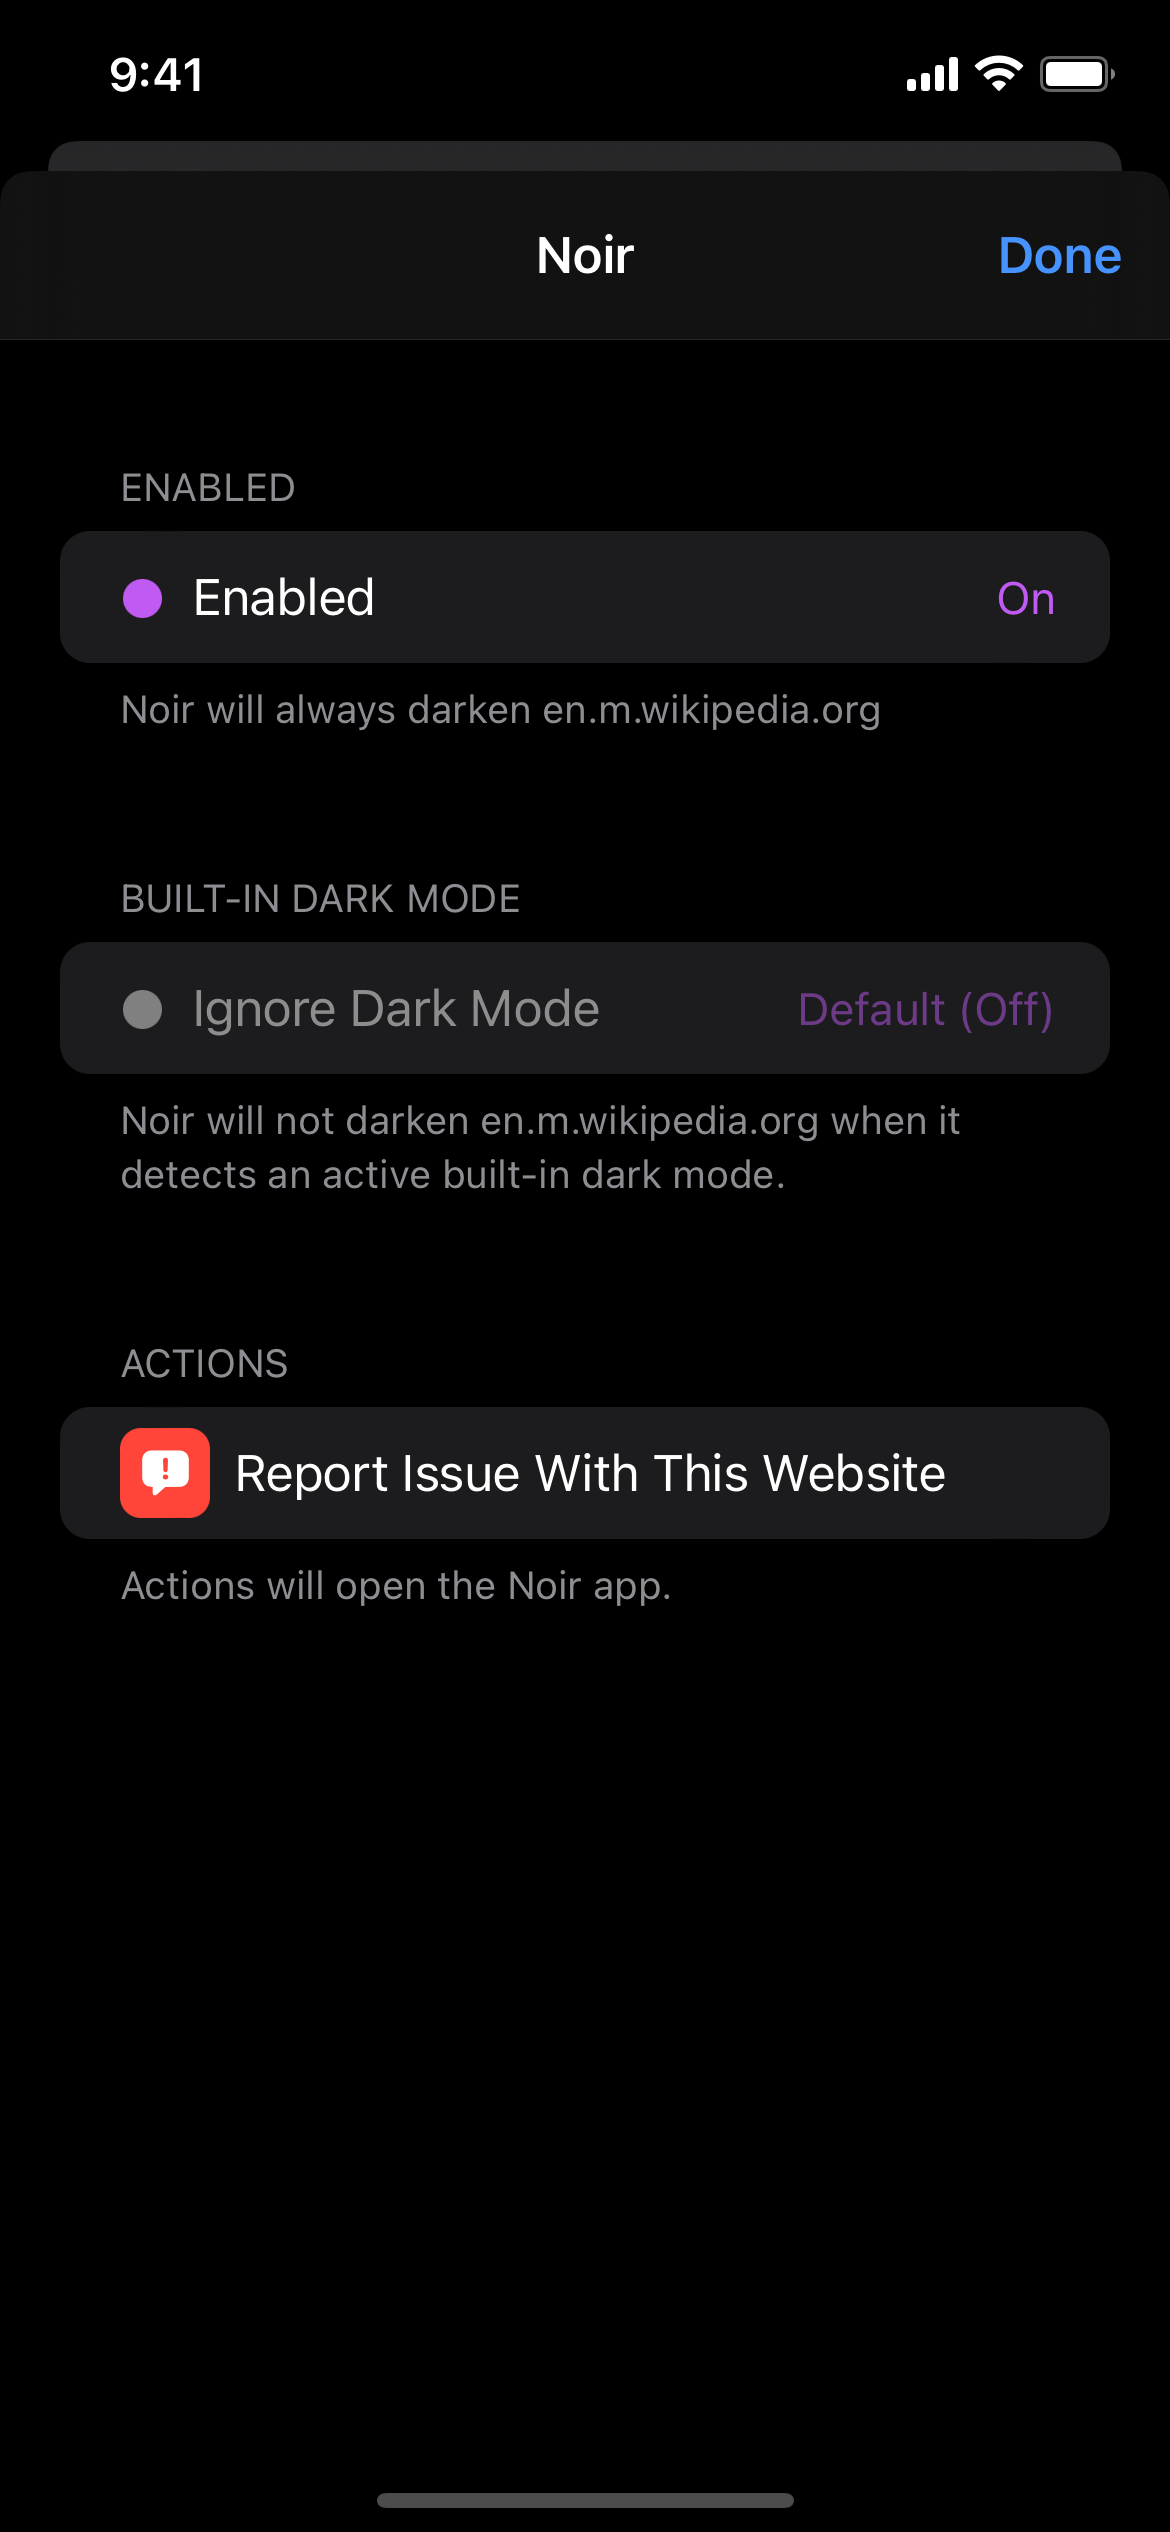 9:41
Noir
Done
ENABLED
Enabled
On
Noir will always darken en.m.wikipedia.org
BUILT-IN DARK MODE
Ignore Dark Mode
Default (Off)
Noir will not darken en.m.wikipedia.org when it
detects an active built-in dark mode.
ACTIONS
Report Issue With This Website
Actions will open the Noir app.